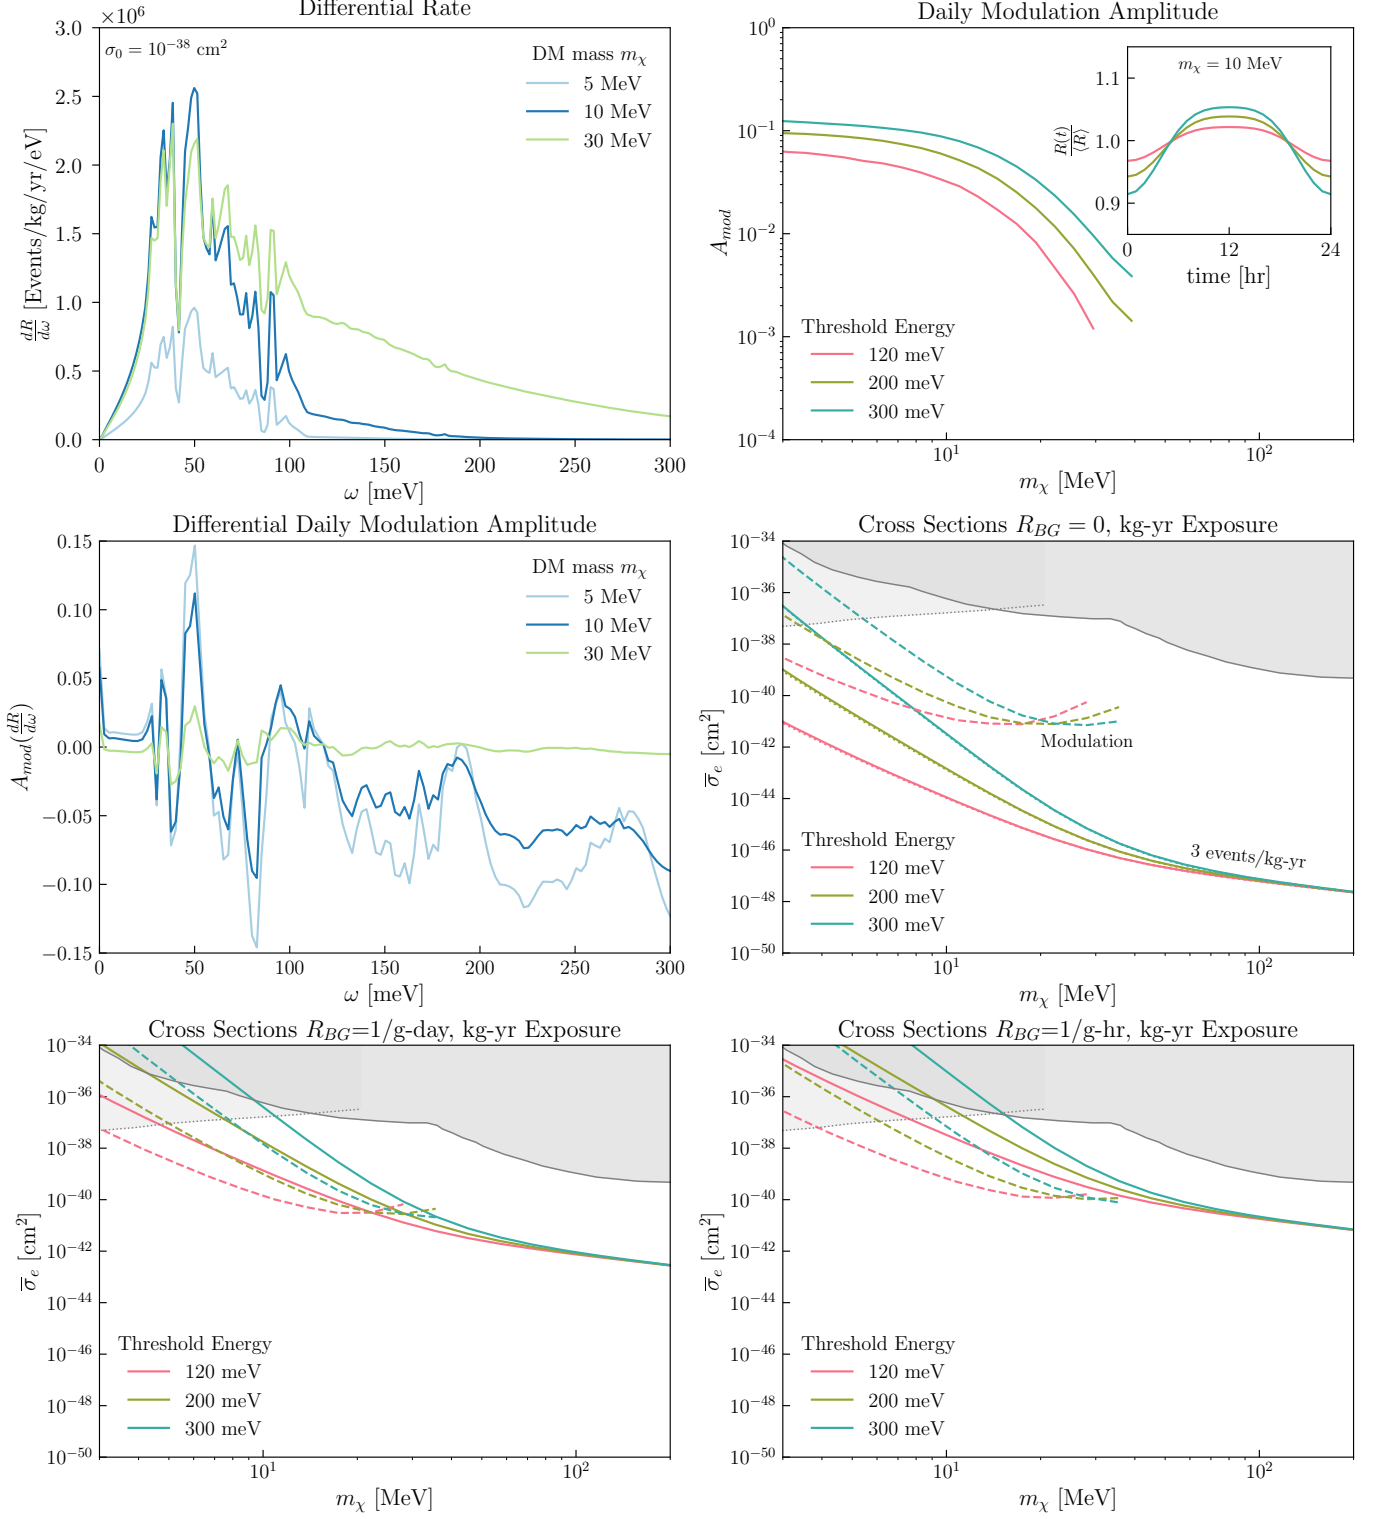 Differential Rate
×10⁶
σ₀ = 10⁻³⁸ cm²
DM mass mχ
5 MeV
10 MeV
30 MeV
dR/dω [Events/kg/yr/eV]
3.0
2.5
2.0
1.5
1.0
0.5
0.0
0 50 100 150 200 250 300
ω [meV]
Daily Modulation Amplitude
A_mod
10⁰
10⁻¹
10⁻²
10⁻³
10⁻⁴
mχ = 10 MeV
R(t)/⟨R⟩
1.1
1.0
0.9
0 12 24
time [hr]
Threshold Energy
120 meV
200 meV
300 meV
10¹ 10²
mχ [MeV]
Differential Daily Modulation Amplitude
DM mass mχ
5 MeV
10 MeV
30 MeV
A_mod(dR/dω)
0.15
0.10
0.05
0.00
−0.05
−0.10
−0.15
0 50 100 150 200 250 300
ω [meV]
Cross Sections R_BG = 0, kg-yr Exposure
σ̅ₑ [cm²]
10⁻³⁴
10⁻³⁶
10⁻³⁸
10⁻⁴⁰
10⁻⁴²
10⁻⁴⁴
10⁻⁴⁶
10⁻⁴⁸
10⁻⁵⁰
Modulation
3 events/kg-yr
Threshold Energy
120 meV
200 meV
300 meV
10¹ 10²
mχ [MeV]
Cross Sections R_BG=1/g-day, kg-yr Exposure
σ̅ₑ [cm²]
10⁻³⁴
10⁻³⁶
10⁻³⁸
10⁻⁴⁰
10⁻⁴²
10⁻⁴⁴
10⁻⁴⁶
10⁻⁴⁸
10⁻⁵⁰
Threshold Energy
120 meV
200 meV
300 meV
10¹ 10²
mχ [MeV]
Cross Sections R_BG=1/g-hr, kg-yr Exposure
σ̅ₑ [cm²]
10⁻³⁴
10⁻³⁶
10⁻³⁸
10⁻⁴⁰
10⁻⁴²
10⁻⁴⁴
10⁻⁴⁶
10⁻⁴⁸
10⁻⁵⁰
Threshold Energy
120 meV
200 meV
300 meV
10¹ 10²
mχ [MeV]